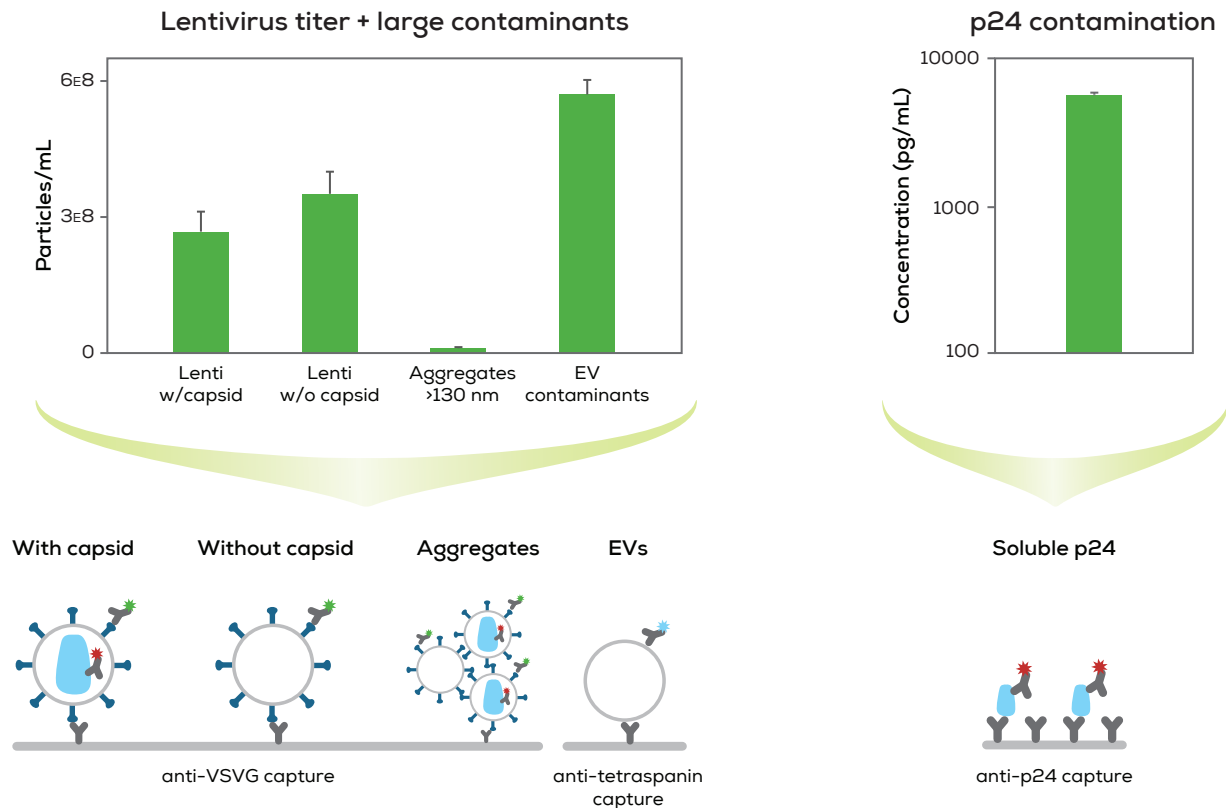 Lentivirus titer + large contaminants
Particles/mL
6E8
3E8
0
Lenti
w/capsid
Lenti
w/o capsid
Aggregates
>130 nm
EV
contaminants
p24 contamination
Concentration (pg/mL)
10000
1000
100
With capsid
Without capsid
Aggregates
EVs
Soluble p24
anti-VSVG capture
anti-tetraspanin
capture
anti-p24 capture